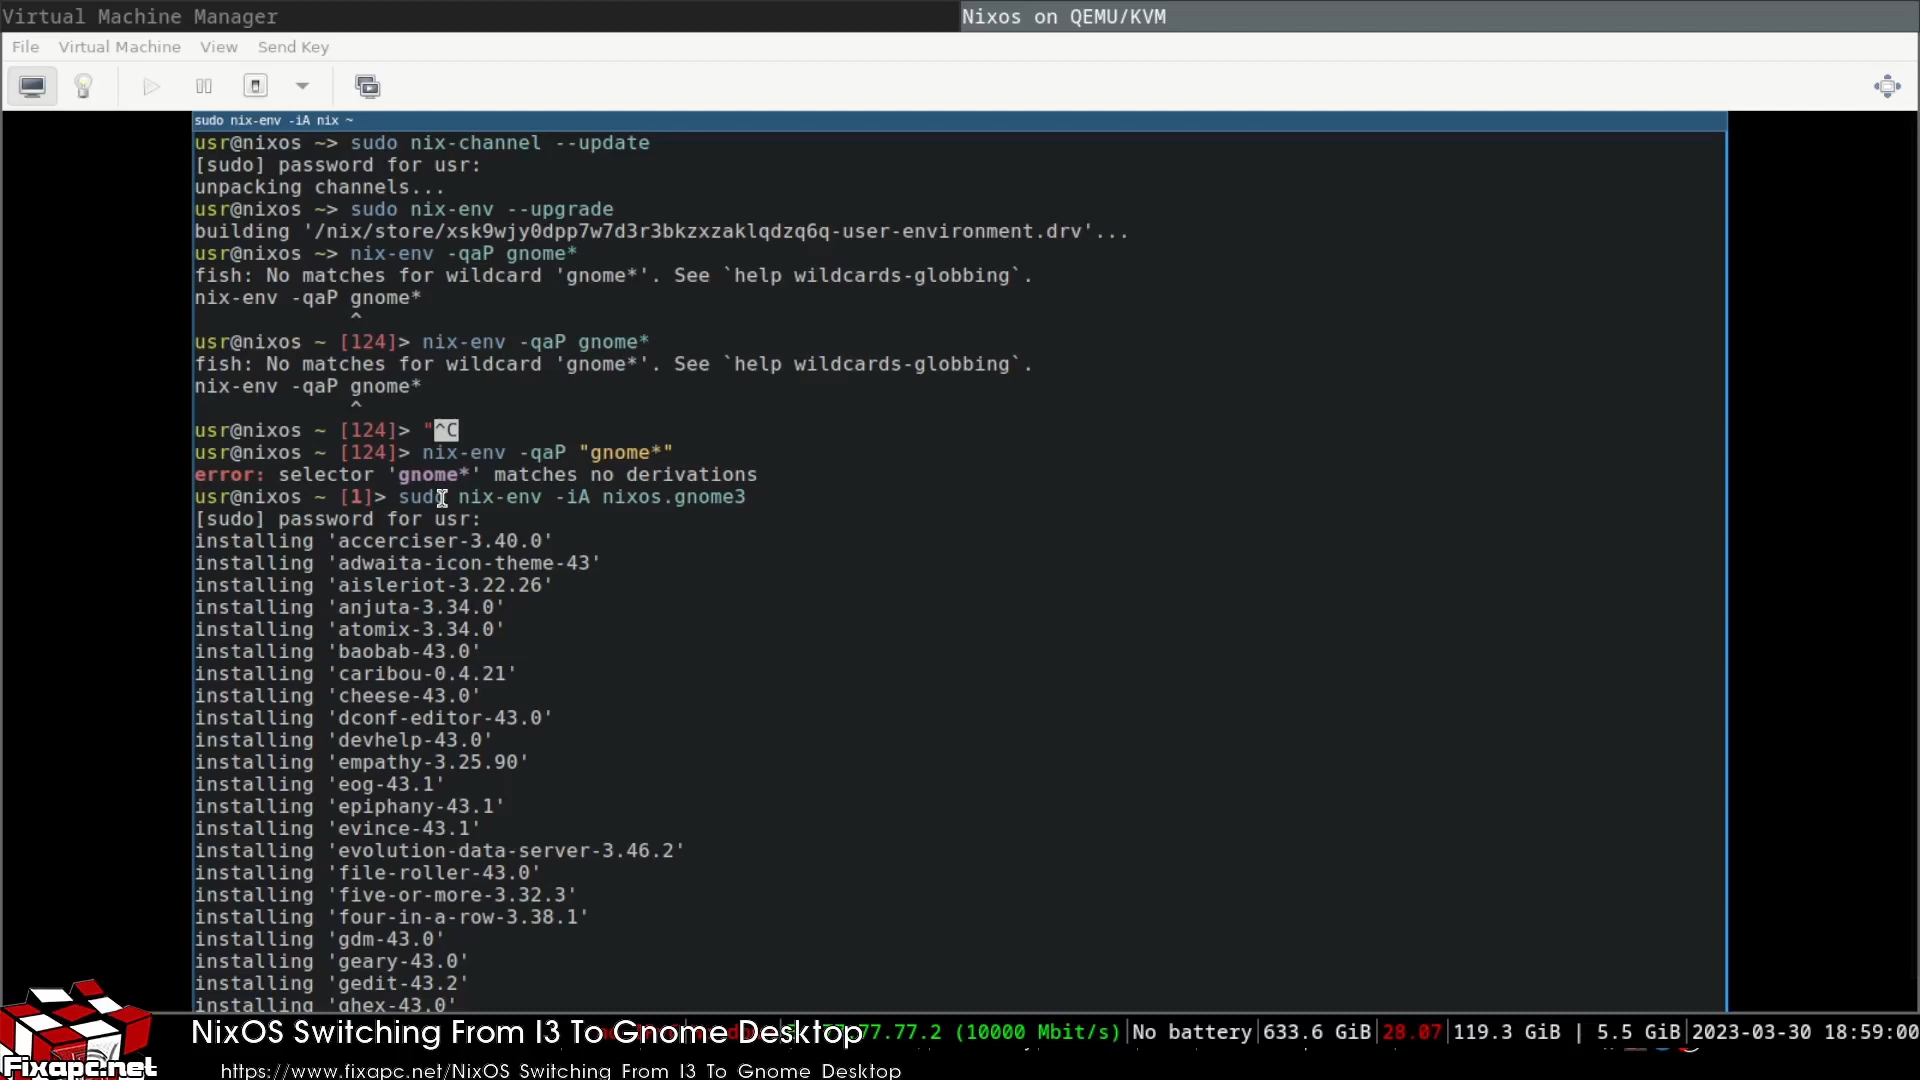 Virtual Machine Manager
Nixos on QEMU/KVM
File Virtual Machine View Send Key
sudo nix-env -iA nix ~
usr@nixos ~> sudo nix-channel --update
[sudo] password for usr:
unpacking channels...
usr@nixos ~> sudo nix-env --upgrade
building '/nix/store/xsk9wjy0dpp7w7d3r3bkzxzaklqdzq6q-user-environment.drv'...
usr@nixos ~> nix-env -qaP gnome*
fish: No matches for wildcard 'gnome*'. See `help wildcards-globbing`.
nix-env -qaP gnome*
^
usr@nixos ~ [124]> nix-env -qaP gnome*
fish: No matches for wildcard 'gnome*'. See `help wildcards-globbing`.
nix-env -qaP gnome*
^
usr@nixos ~ [124]> "^C
usr@nixos ~ [124]> nix-env -qaP "gnome*"
error: selector 'gnome*' matches no derivations
usr@nixos ~ [1]> sudo nix-env -iA nixos.gnome3
[sudo] password for usr:
installing 'accerciser-3.40.0'
installing 'adwaita-icon-theme-43'
installing 'aisleriot-3.22.26'
installing 'anjuta-3.34.0'
installing 'atomix-3.34.0'
installing 'baobab-43.0'
installing 'caribou-0.4.21'
installing 'cheese-43.0'
installing 'dconf-editor-43.0'
installing 'devhelp-43.0'
installing 'empathy-3.25.90'
installing 'eog-43.1'
installing 'epiphany-43.1'
installing 'evince-43.1'
installing 'evolution-data-server-3.46.2'
installing 'file-roller-43.0'
installing 'five-or-more-3.32.3'
installing 'four-in-a-row-3.38.1'
installing 'gdm-43.0'
installing 'geary-43.0'
installing 'gedit-43.2'
installing 'ghex-43.0'
NixOS Switching From I3 To Gnome Desktop
77.77.2 (10000 Mbit/s)|No battery|633.6 GiB|28.07|119.3 GiB | 5.5 GiB|2023-03-30 18:59:00
Fixapc.net
https://www.fixapc.net/NixOS Switching From I3 To Gnome Desktop